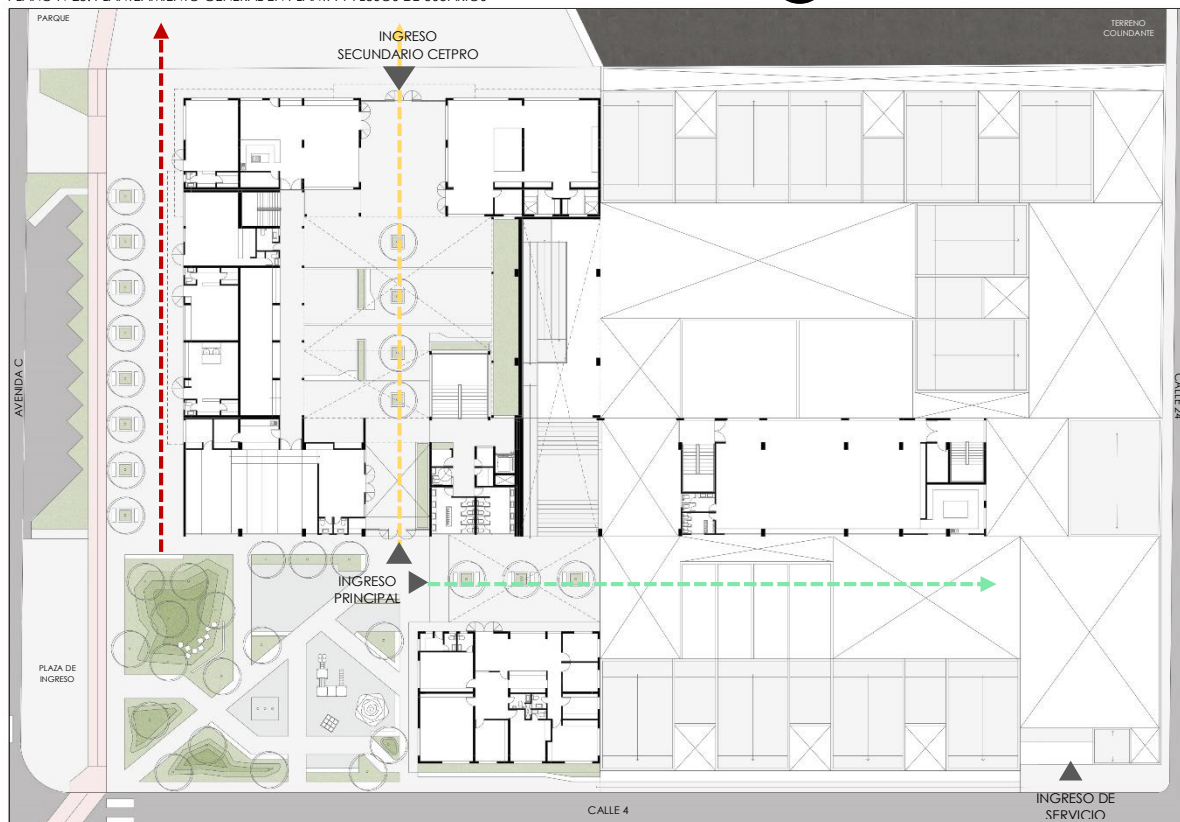 PARQUE
INGRESO
SECUNDARIO CETPRO
TERRENO
COLINDANTE
AVENIDA C
CALLE 24
INGRESO
PRINCIPAL
PLAZA DE
INGRESO
CALLE 4
INGRESO DE
SERVICIO